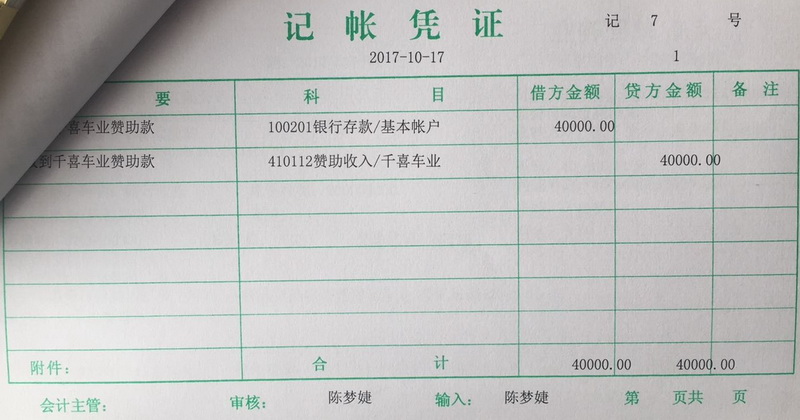 记帐凭证 记 7 号
2017-10-17 1
要 科 目 借方金额 贷方金额 备 注
喜车业赞助款 100201银行存款/基本帐户 40000.00
到千喜车业赞助款 410112赞助收入/千喜车业 40000.00
附件: 合 计 40000.00 40000.00
会计主管: 审核: 陈梦婕 输入: 陈梦婕 第 页共 页